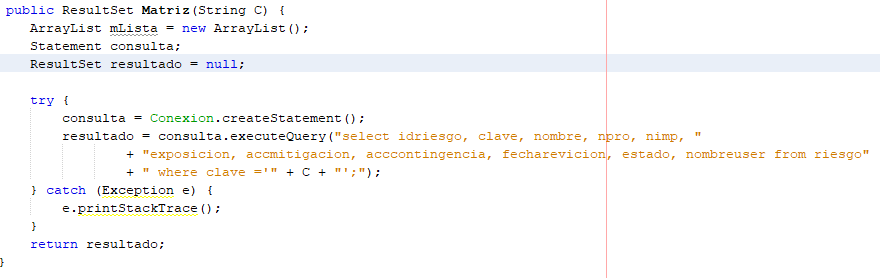 public ResultSet Matriz(String C) {
ArrayList mLista = new ArrayList();
Statement consulta;
ResultSet resultado = null;
try {
consulta = Conexion.createStatement();
resultado = consulta.executeQuery("select idriesgo, clave, nombre, npro, nimp, "
+ "exposicion, accmitigacion, acccontingencia, fecharevicion, estado, nombreuser from riesgo"
+ " where clave ='" + C + "';");
} catch (Exception e) {
e.printStackTrace();
}
return resultado;
}